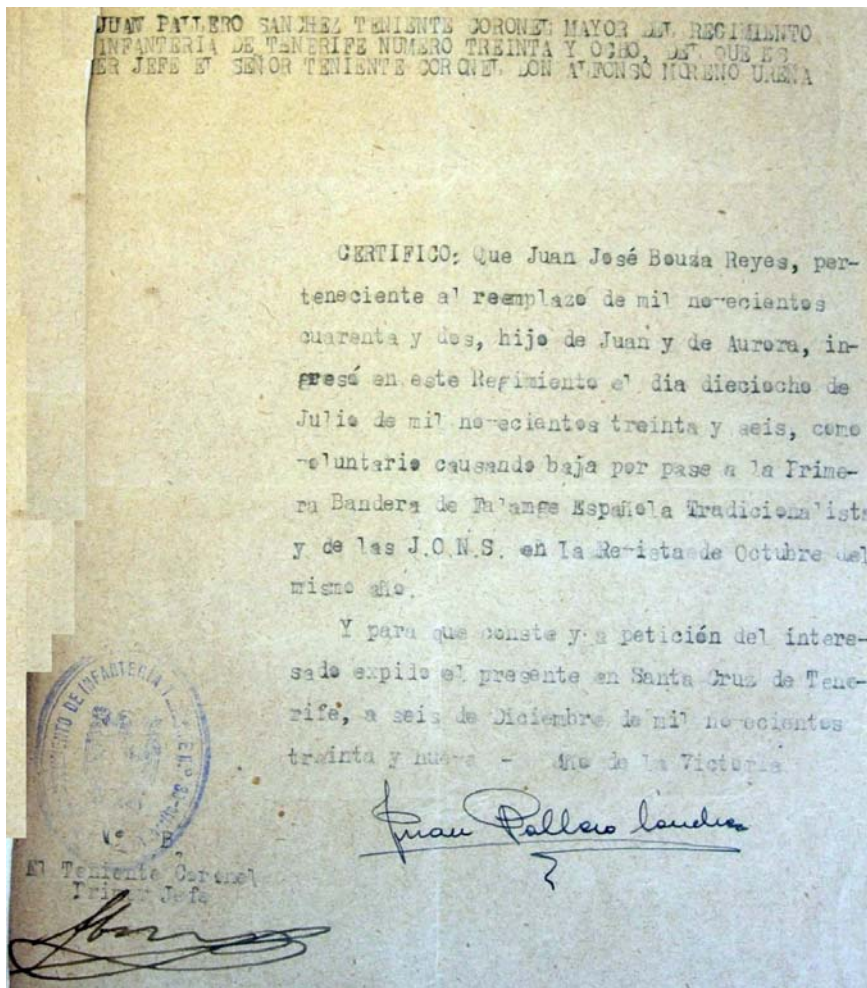 JUAN PALLERO SANCHEZ TENIENTE CORONEL MAYOR DEL REGIMIENTO
INFANTERIA DE TENERIFE NUMERO TREINTA Y OCHO, DEL QUE ES
ER JEFE EL SEÑOR TENIENTE CORONEL DON ALFONSO MORENO UREÑA
CERTIFICO: Que Juan José Bouza Reyes, per-
teneciente al reemplazo de mil novecientos
cuarenta y dos, hijo de Juan y de Aurora, in-
gresó en este Regimiento el dia dieciocho de
Julio de mil novecientos treinta y seis, como
voluntario causando baja por pase a la Prime-
ra Bandera de Falange Española Tradicionalista
y de las J.O.N.S. en la Revista de Octubre del
mismo año.
Y para que conste y a petición del intere-
sado expido el presente en Santa Cruz de Tene-
rife, a seis de Diciembre de mil novecientos
treinta y nueve - Año de la Victoria
Juan Pallero Sanchez
DE INFANTERIA
Vº B
El Teniente Coronel
Primer Jefe